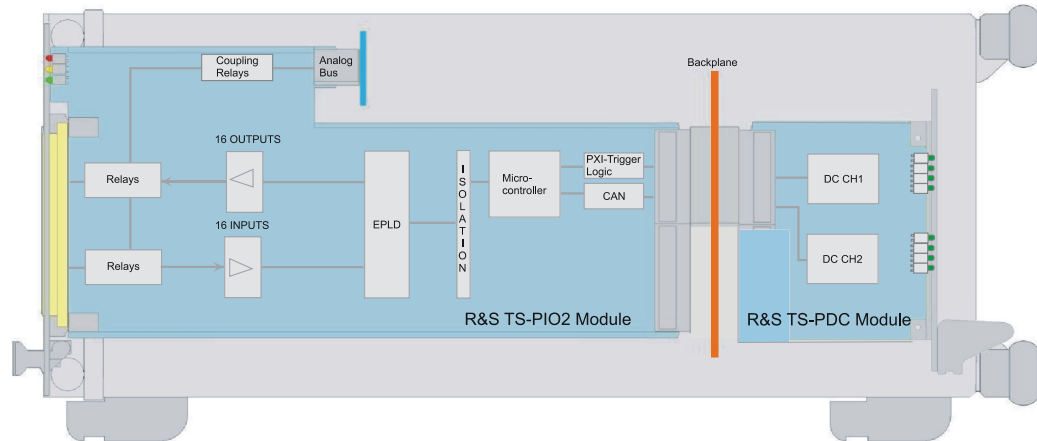 Coupling
Relays
Analog
Bus
Backplane
16 OUTPUTS
Relays
16 INPUTS
Relays
EPLD
ISOLATION
Micro-
controller
PXI-Trigger
Logic
CAN
DC CH1
DC CH2
R&S TS-PIO2 Module
R&S TS-PDC Module